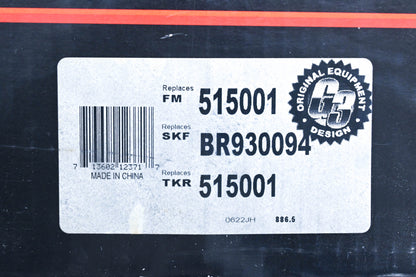 Replaces
FM 515001
Replaces
SKF BR930094
Replaces
TKR 515001
7 13602 12371 7
MADE IN CHINA
0622JH 886.6
ORIGINAL EQUIPMENT
G3
DESIGN